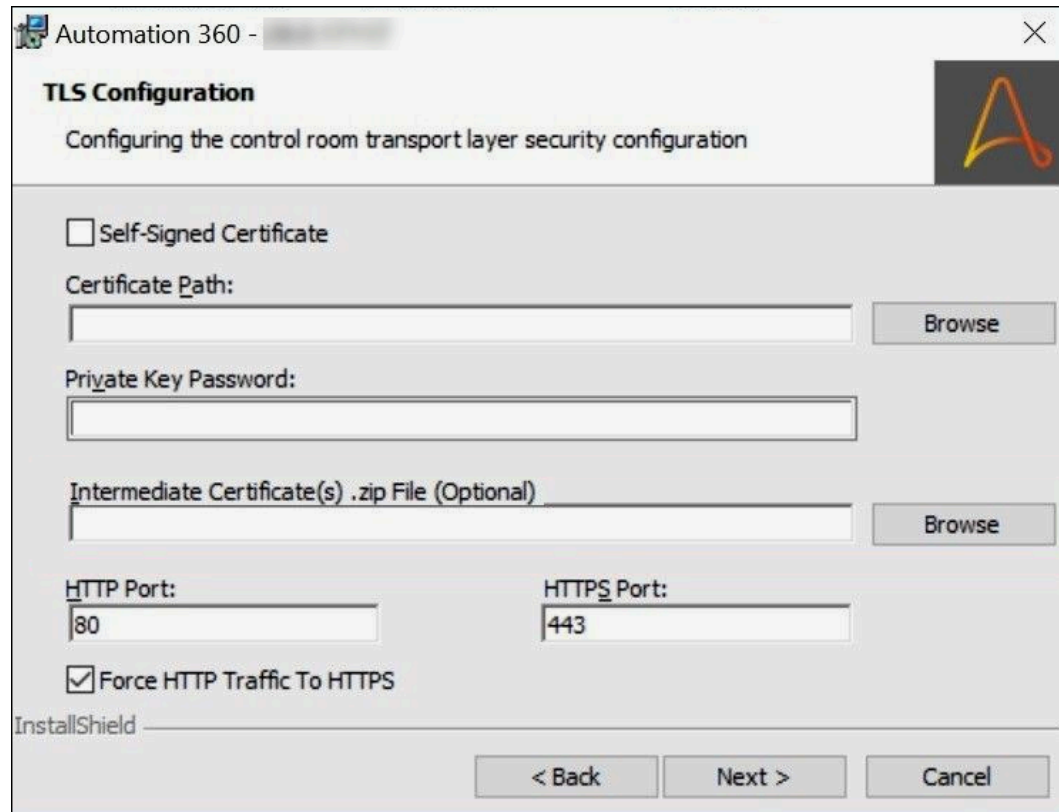 Automation 360 -
TLS Configuration
Configuring the control room transport layer security configuration
Self-Signed Certificate
Certificate Path:
Browse
Private Key Password:
Intermediate Certificate(s) .zip File (Optional)
Browse
HTTP Port: HTTPS Port:
80 443
Force HTTP Traffic To HTTPS
InstallShield
< Back Next > Cancel